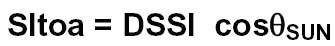 SItoa = DSSI cosθSUN